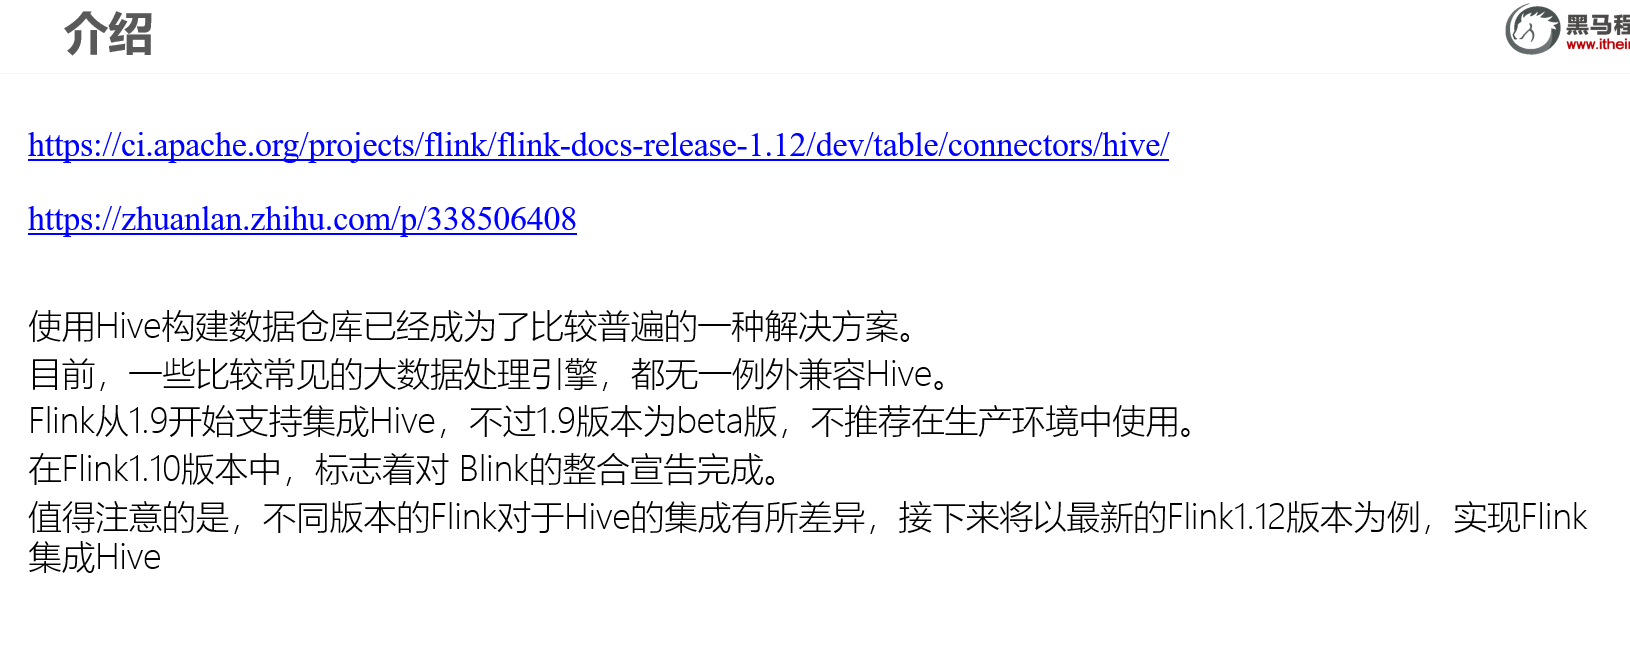 介绍
黑马程
www.ithei
https://ci.apache.org/projects/flink/flink-docs-release-1.12/dev/table/connectors/hive/
https://zhuanlan.zhihu.com/p/338506408
使用Hive构建数据仓库已经成为了比较普遍的一种解决方案。
目前，一些比较常见的大数据处理引擎，都无一例外兼容Hive。
Flink从1.9开始支持集成Hive，不过1.9版本为beta版，不推荐在生产环境中使用。
在Flink1.10版本中，标志着对 Blink的整合宣告完成。
值得注意的是，不同版本的Flink对于Hive的集成有所差异，接下来将以最新的Flink1.12版本为例，实现Flink
集成Hive